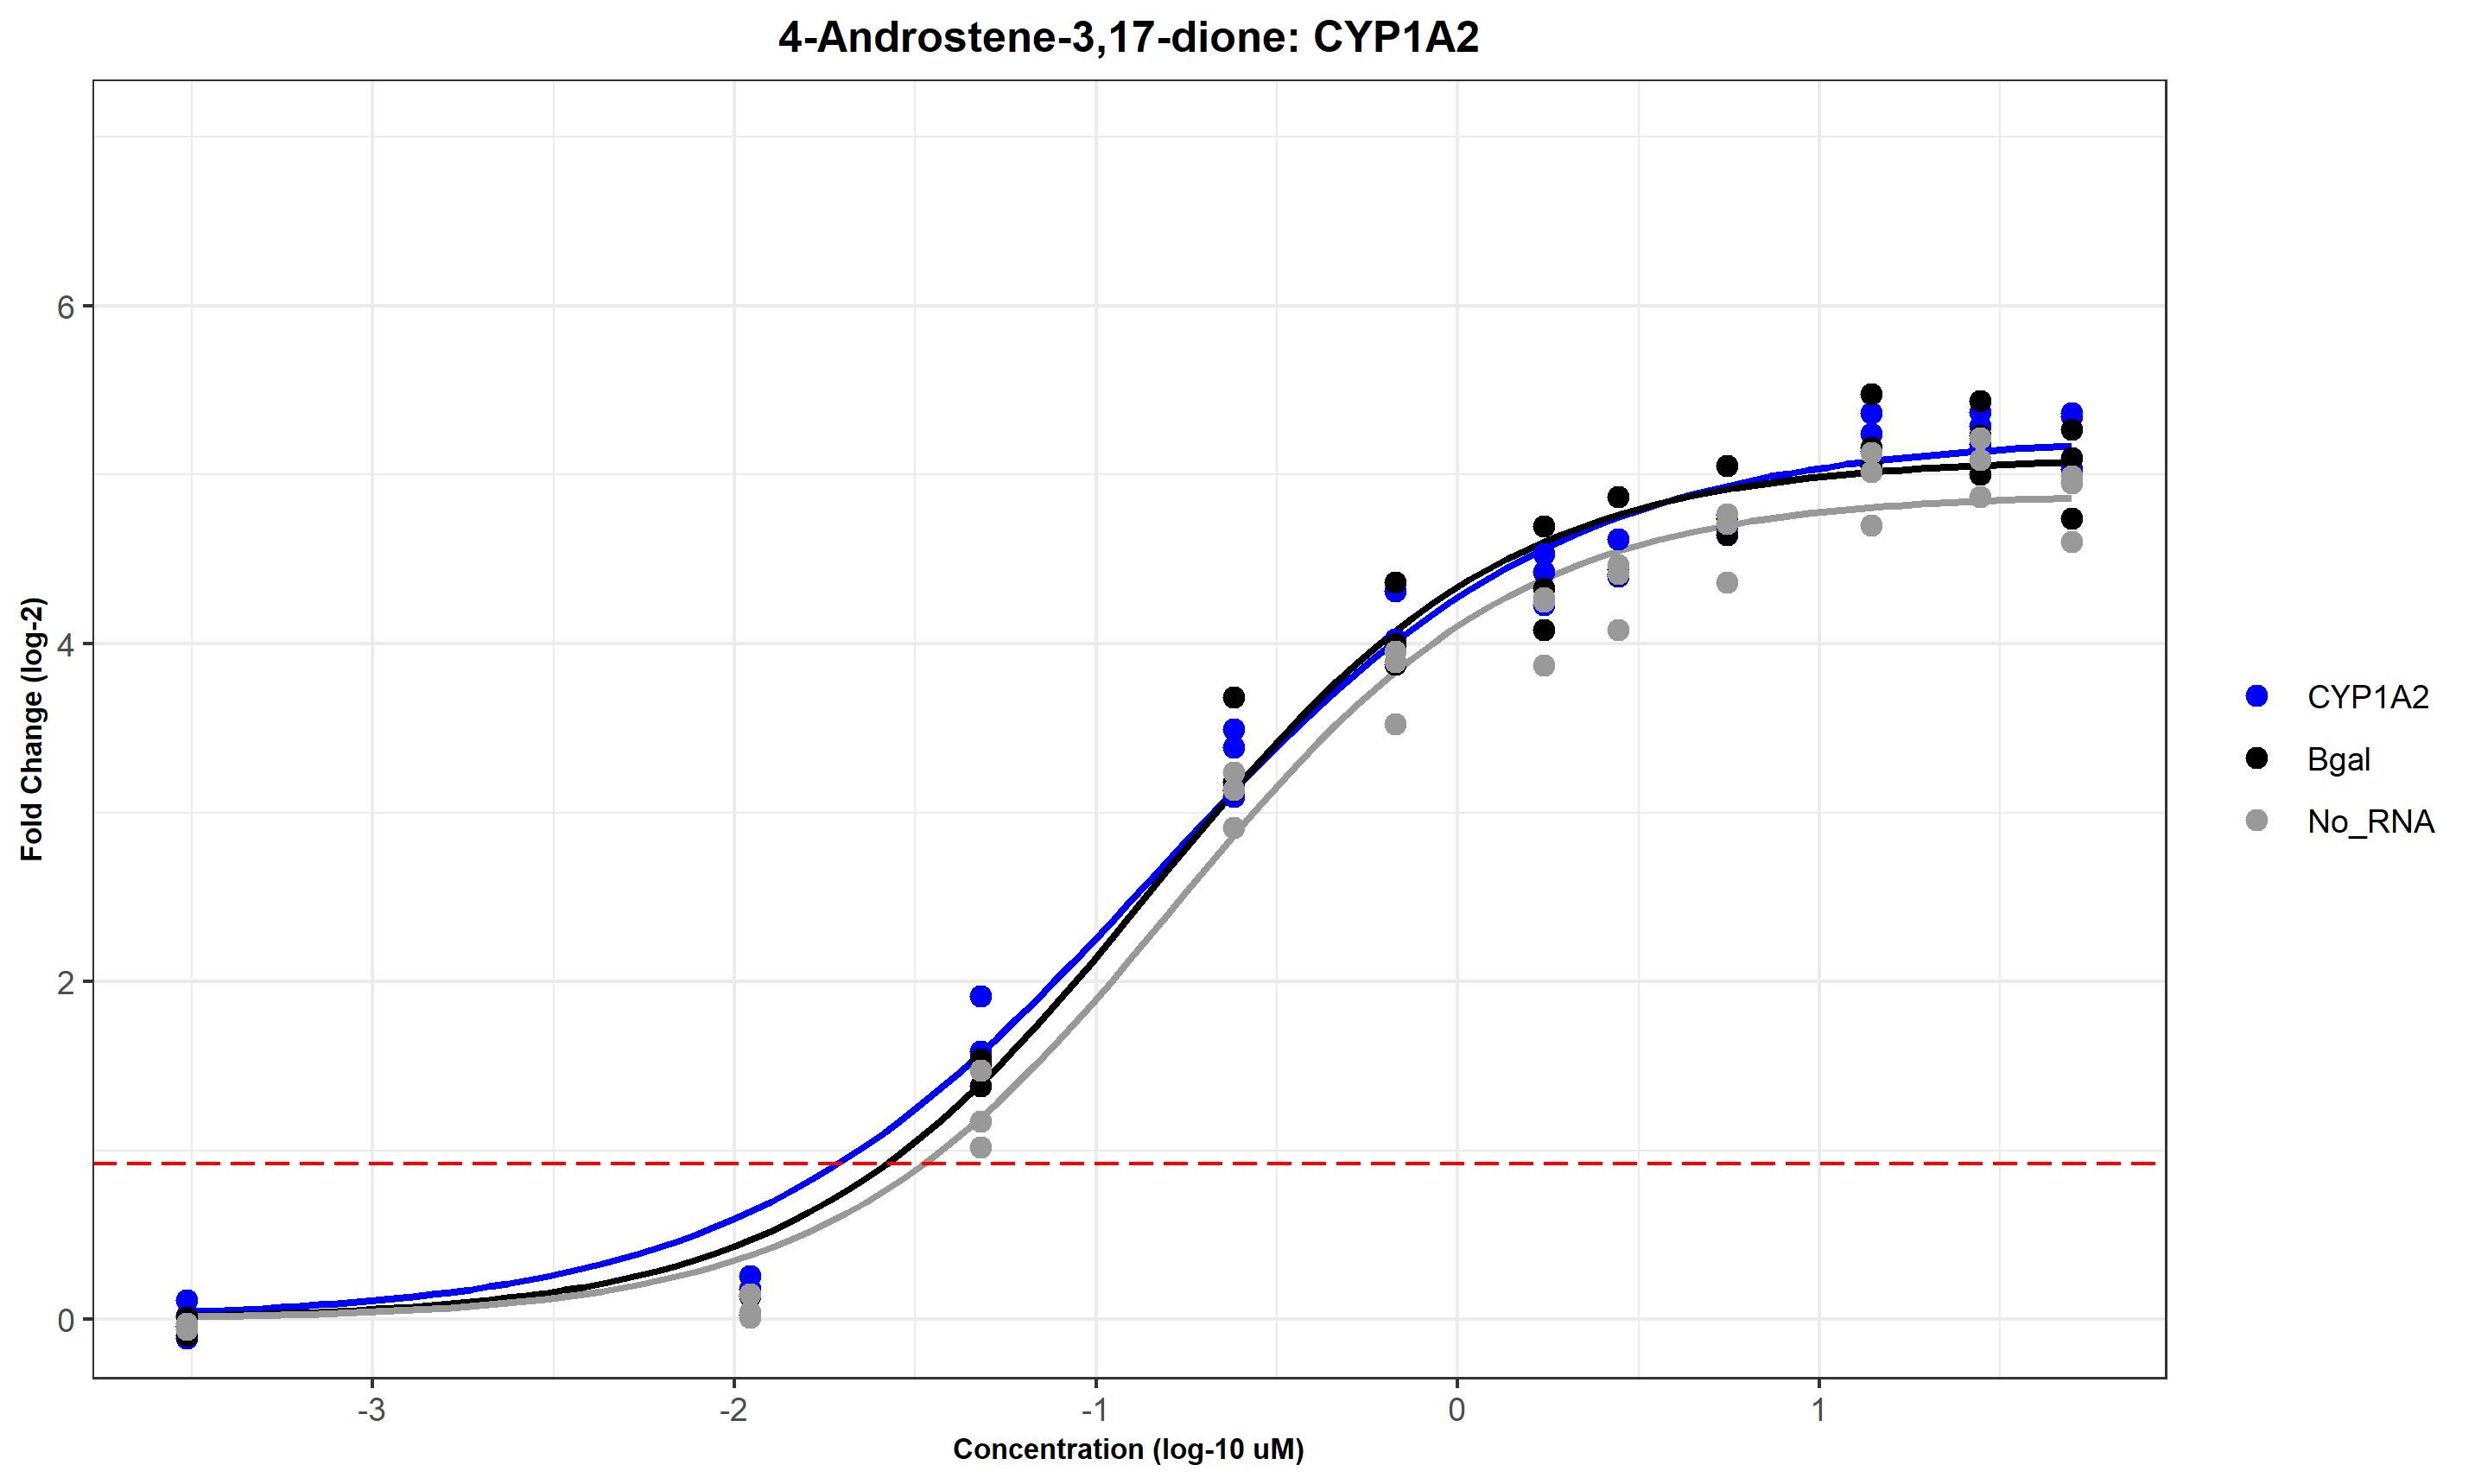 4-Androstene-3,17-dione: CYP1A2
Fold Change (log-2)
6
4
2
0
-3
-2
-1
0
1
Concentration (log-10 uM)
CYP1A2
Bgal
No_RNA